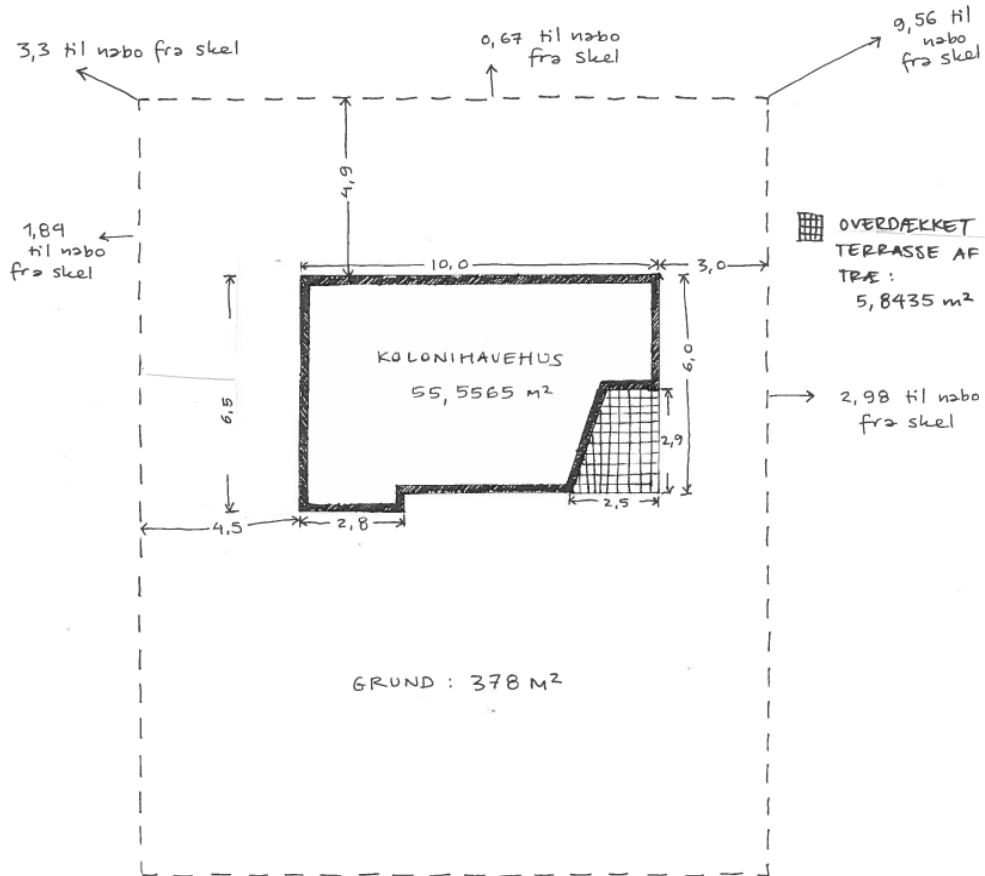 3,3 til nabo fra skel
0,67 til nabo
fra skel
9,56 til
nabo
fra skel
4,9
1,84
til nabo
fra skel
OVERDÆKKET
TERRASSE AF
TRÆ :
5,8435 m²
10,0
3,0
KOLONIHAVEHUS
55,5565 m²
6,5
6,0
2,98 til nabo
fra skel
2,9
2,5
4,5
2,8
GRUND : 378 M²